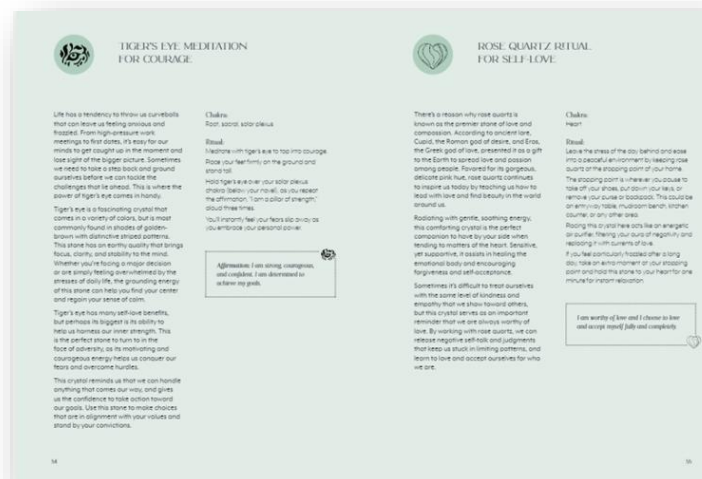 TIGER'S EYE MEDITATION
FOR COURAGE
Life has a tendency to throw us curveballs
that can leave us feeling anxious and
frazzled. From high-pressure work
meetings to first dates, it's easy for our
minds to get caught up in the moment and
lose sight of the bigger picture. Sometimes
we need to take a step back and ground
ourselves before we can tackle the
challenges that lie ahead. This is where the
power of tiger's eye comes in handy.
Tiger's eye is a fascinating crystal that
comes in a variety of colors, but is most
commonly found in shades of golden-
brown with distinctive striped patterns.
This stone has an earthy quality that brings
focus, clarity, and stability to the mind.
Whether you're facing a major decision
or are simply feeling overwhelmed by the
stresses of daily life, the grounding energy
of this stone can help you find your center
and regain your sense of calm.
Tiger's eye has many self-love benefits,
but perhaps its biggest is its ability to
help us harness our inner strength. This
is the perfect stone to turn to in the
face of adversity, as its motivating and
courageous energy helps us conquer our
fears and overcome hurdles.
This crystal reminds us that we can handle
anything that comes our way, and gives
us the confidence to take action toward
our goals. Use this stone to make choices
that are in alignment with your values and
stand by your convictions.
Chakra:
Root, sacral, solar plexus
Ritual:
Meditate with tiger's eye to tap into courage.
Place your feet firmly on the ground and
stand tall.
Hold tiger's eye over your solar plexus
chakra (below your navel), as you repeat
the affirmation, "I am a pillar of strength,"
aloud three times.
You'll instantly feel your fears slip away as
you embrace your personal power.
Affirmation: I am strong, courageous,
and confident. I am determined to
achieve my goals.
54
ROSE QUARTZ RITUAL
FOR SELF-LOVE
There's a reason why rose quartz is
known as the premier stone of love and
compassion. According to ancient lore,
Cupid, the Roman god of desire, and Eros,
the Greek god of love, presented it as a gift
to the Earth to spread love and passion
among people. Favored for its gorgeous,
delicate pink hue, rose quartz continues
to inspire us today by teaching us how to
lead with love and find beauty in the world
around us.
Radiating with gentle, soothing energy,
this comforting crystal is the perfect
companion to have by your side when
tending to matters of the heart. Sensitive,
yet supportive, it assists in healing the
emotional body and encouraging
forgiveness and self-acceptance.
Sometimes it's difficult to treat ourselves
with the same level of kindness and
empathy that we show toward others,
but this crystal serves as an important
reminder that we are always worthy of
love. By working with rose quartz, we can
release negative self-talk and judgments
that keep us stuck in limiting patterns, and
learn to love and accept ourselves for who
we are.
Chakra:
Heart
Ritual:
Leave the stress of the day behind and ease
into a peaceful environment by keeping rose
quartz at the stopping point of your home.
The stopping point is wherever you pause to
take off your shoes, put down your keys, or
remove your purse or backpack. This could be
an entryway table, mudroom bench, kitchen
counter, or any other area.
Placing this crystal here acts like an energetic
air purifier, filtering your aura of negativity and
replacing it with currents of love.
If you feel particularly frazzled after a long
day, take an extra moment at your stopping
point and hold this stone to your heart for one
minute for instant relaxation.
I am worthy of love and I choose to love
and accept myself fully and completely.
55